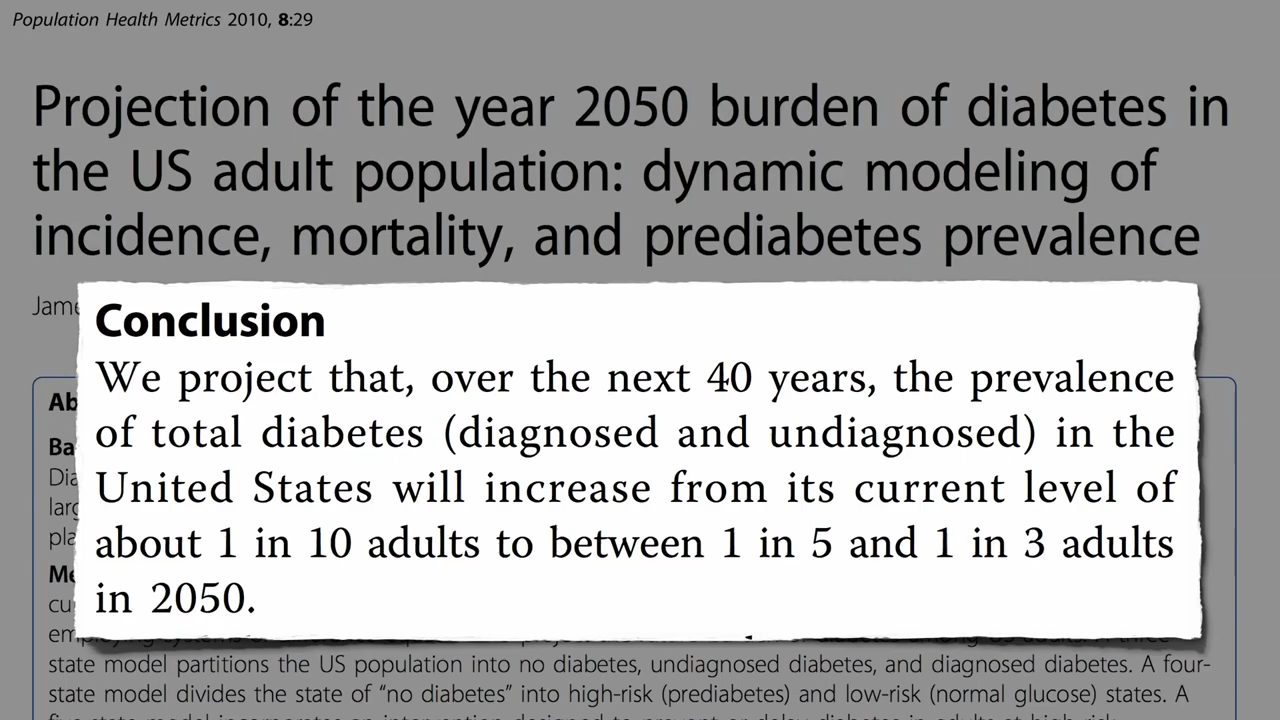 Population Health Metrics 2010, 8:29
Projection of the year 2050 burden of diabetes in
the US adult population: dynamic modeling of
incidence, mortality, and prediabetes prevalence
Conclusion
We project that, over the next 40 years, the prevalence
of total diabetes (diagnosed and undiagnosed) in the
United States will increase from its current level of
about 1 in 10 adults to between 1 in 5 and 1 in 3 adults
in 2050.
state model partitions the US population into no diabetes, undiagnosed diabetes, and diagnosed diabetes. A four-
state model divides the state of “no diabetes” into high-risk (prediabetes) and low-risk (normal glucose) states. A